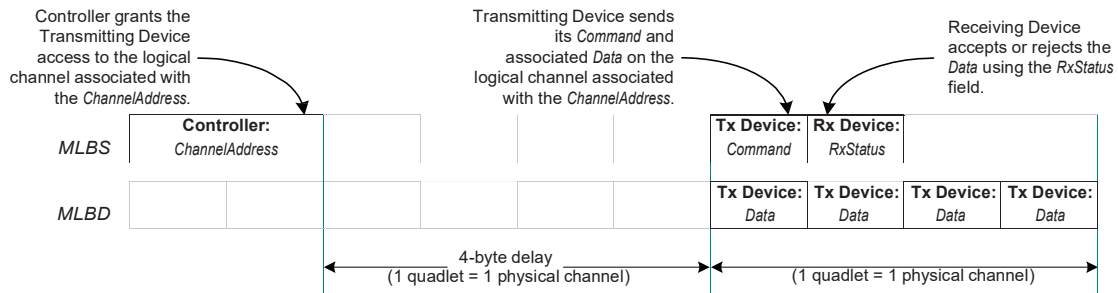 Controller grants the
Transmitting Device
access to the logical
channel associated with
the ChannelAddress.
Transmitting Device sends
its Command and
associated Data on the
logical channel associated
with the ChannelAddress.
Receiving Device
accepts or rejects the
Data using the RxStatus
field.
MLBS
Controller:
ChannelAddress
Tx Device:
Command
Rx Device:
RxStatus
MLBD
Tx Device:
Data
Tx Device:
Data
Tx Device:
Data
Tx Device:
Data
4-byte delay
(1 quadlet = 1 physical channel)
(1 quadlet = 1 physical channel)